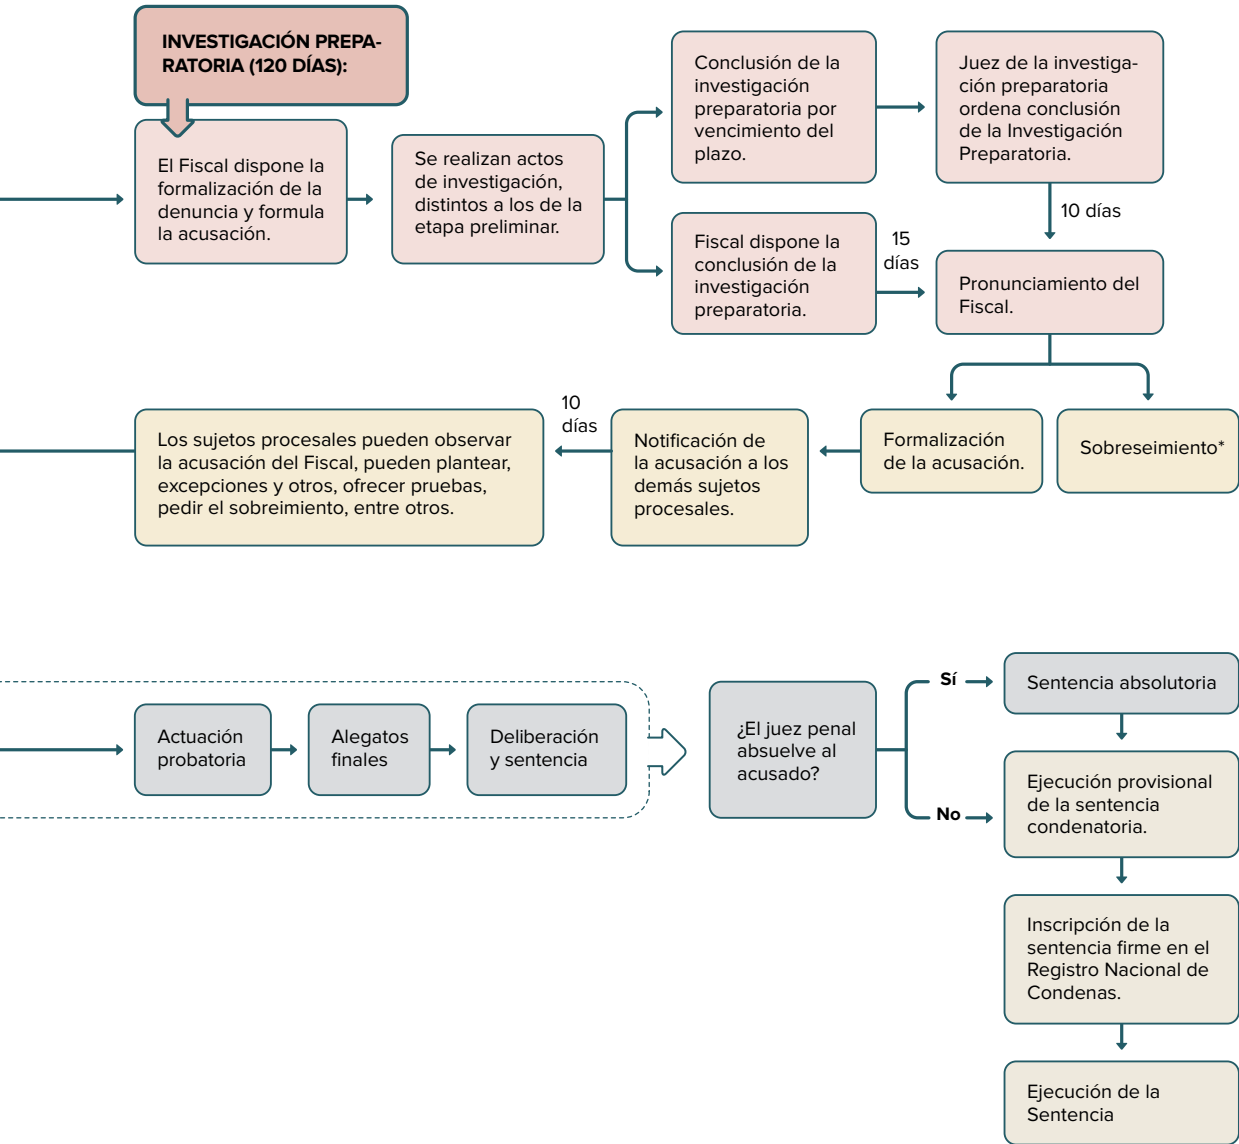 INVESTIGACIÓN PREPA-
RATORIA (120 DÍAS):
El Fiscal dispone la
formalización de la
denuncia y formula
la acusación.
Se realizan actos
de investigación,
distintos a los de la
etapa preliminar.
Conclusión de la
investigación
preparatoria por
vencimiento del
plazo.
Juez de la investiga-
ción preparatoria
ordena conclusión
de la Investigación
Preparatoria.
10 días
Fiscal dispone la
conclusión de la
investigación
preparatoria.
15
días
Pronunciamiento del
Fiscal.
Sobreseimiento*
Formalización
de la acusación.
Notificación de
la acusación a los
demás sujetos
procesales.
10
días
Los sujetos procesales pueden observar
la acusación del Fiscal, pueden plantear,
excepciones y otros, ofrecer pruebas,
pedir el sobreimiento, entre otros.
Actuación
probatoria
Alegatos
finales
Deliberación
y sentencia
¿El juez penal
absuelve al
acusado?
Sí
Sentencia absolutoria
No
Ejecución provisional
de la sentencia
condenatoria.
Inscripción de la
sentencia firme en el
Registro Nacional de
Condenas.
Ejecución de la
Sentencia